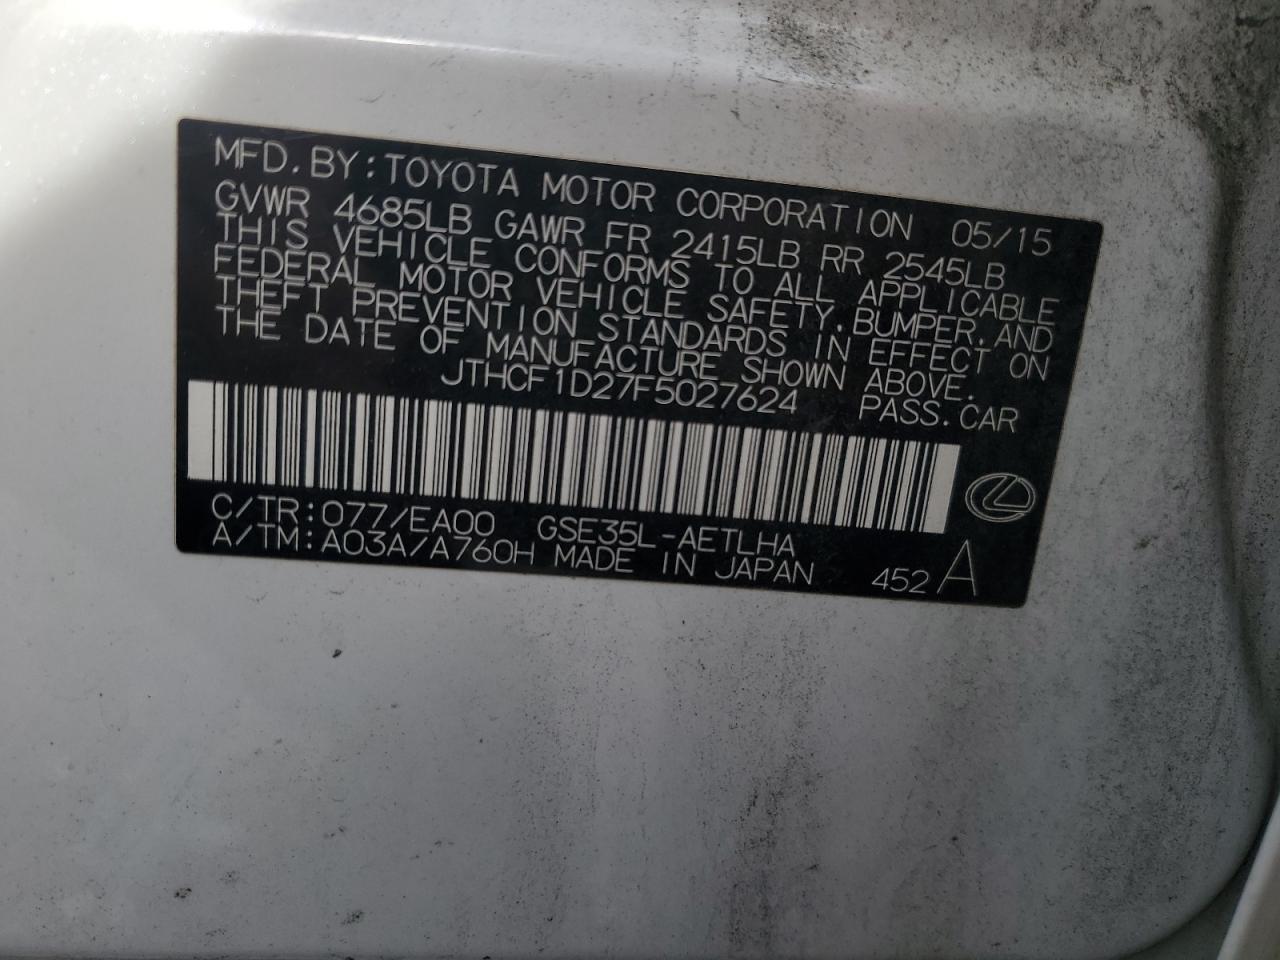 MFD.BY:TOYOTA MOTOR CORPORATION 05/15
GVWR 4685LB GAWR FR 2415LB RR 2545LB
THIS VEHICLE CONFORMS TO ALL APPLICABLE
FEDERAL MOTOR VEHICLE SAFETY,BUMPER,AND
THEFT PREVENTION STANDARDS IN EFFECT ON
THE DATE OF MANUFACTURE SHOWN ABOVE.
JTHCF1D27F5027624 PASS.CAR
C/TR:077/EA00 GSE35L-AETLHA
A/TM:A03A/A760H MADE IN JAPAN 452 A